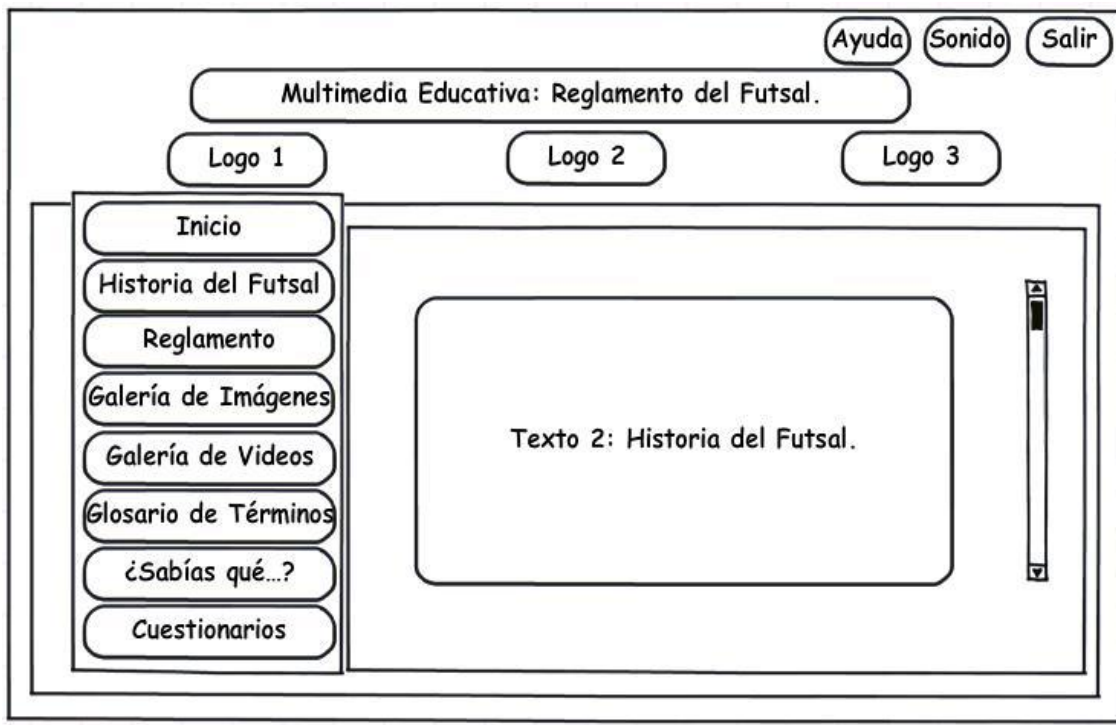 Ayuda
Sonido
Salir
Multimedia Educativa: Reglamento del Futsal.
Logo 1
Logo 2
Logo 3
Inicio
Historia del Futsal
Reglamento
Galería de Imágenes
Galería de Videos
Glosario de Términos
¿Sabías qué...?
Cuestionarios
Texto 2: Historia del Futsal.